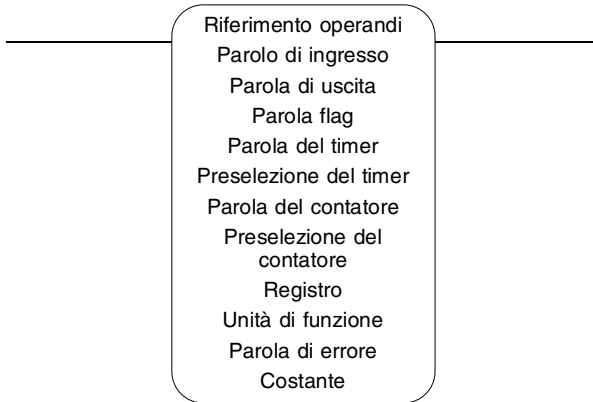 Riferimento operandi
Parolo di ingresso
Parola di uscita
Parola flag
Parola del timer
Preselezione del timer
Parola del contatore
Preselezione del
contatore
Registro
Unità di funzione
Parola di errore
Costante